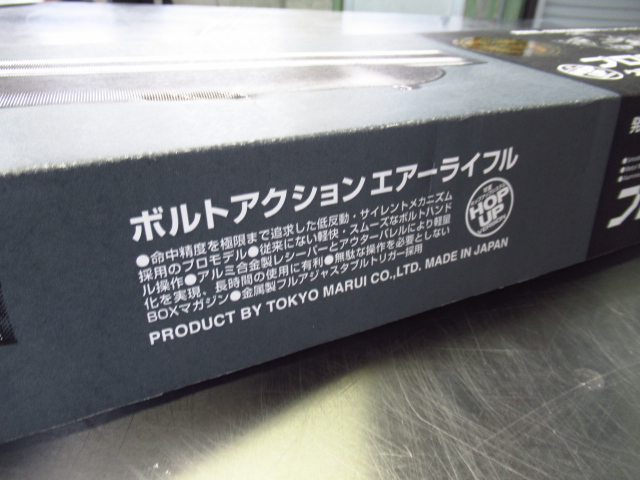 ボルトアクションエアーライフル
●命中精度を極限まで追求した低反動・サイレントメカニズム
採用のプロモデル●従来にない軽快・スムーズなボルトハンド
ル操作●アルミ合金製レシーバーとアウターバレルにより軽量
化を実現、長時間の使用に有利●無駄な操作を必要としない
BOXマガジン●金属製フルアジャスタブルトリガー採用
PRODUCT BY TOKYO MARUI CO.,LTD. MADE IN JAPAN
HOP
UP